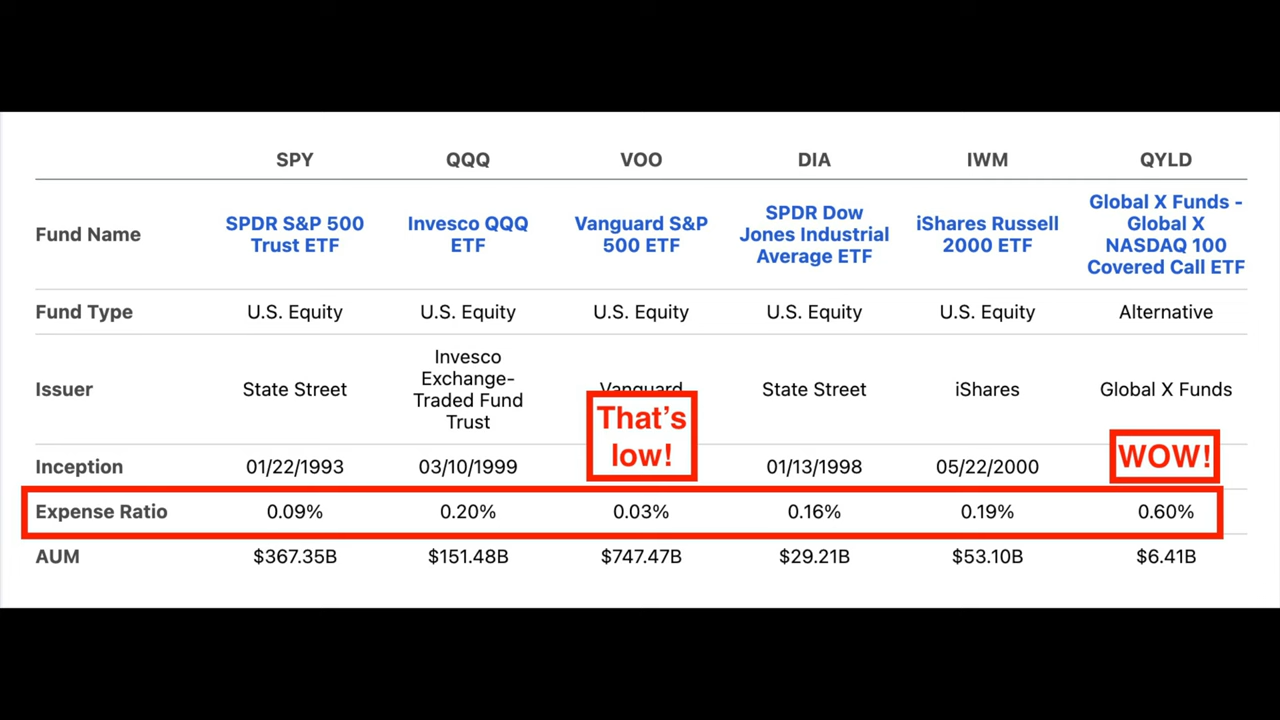 SPY QQQ VOO DIA IWM QYLD
Fund Name
SPDR S&P 500
Trust ETF
Invesco QQQ
ETF
Vanguard S&P
500 ETF
SPDR Dow
Jones Industrial
Average ETF
iShares Russell
2000 ETF
Global X Funds -
Global X
NASDAQ 100
Covered Call ETF
Fund Type U.S. Equity U.S. Equity U.S. Equity U.S. Equity U.S. Equity Alternative
Issuer
State Street
Invesco
Exchange-
Traded Fund
Trust
Vanguard
State Street
iShares
Global X Funds
That's
low!
WOW!
Inception 01/22/1993 03/10/1999 01/13/1998 05/22/2000
Expense Ratio 0.09% 0.20% 0.03% 0.16% 0.19% 0.60%
AUM $367.35B $151.48B $747.47B $29.21B $53.10B $6.41B